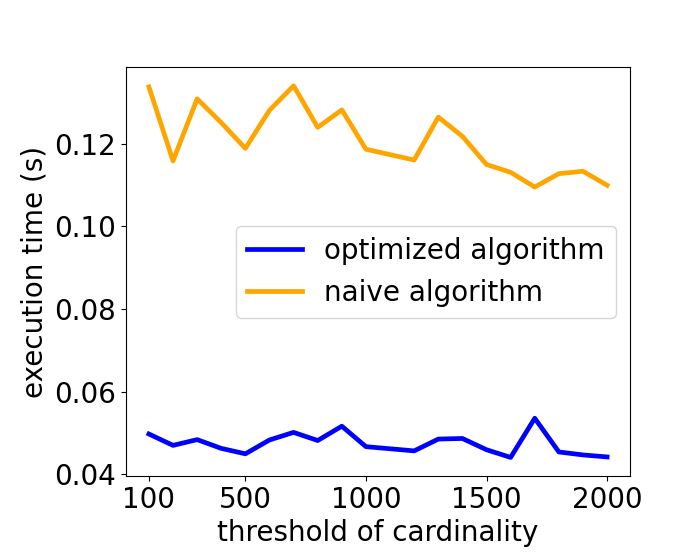 execution time (s)
0.12
0.10
0.08
0.06
0.04
optimized algorithm
naive algorithm
100 500 1000 1500 2000
threshold of cardinality